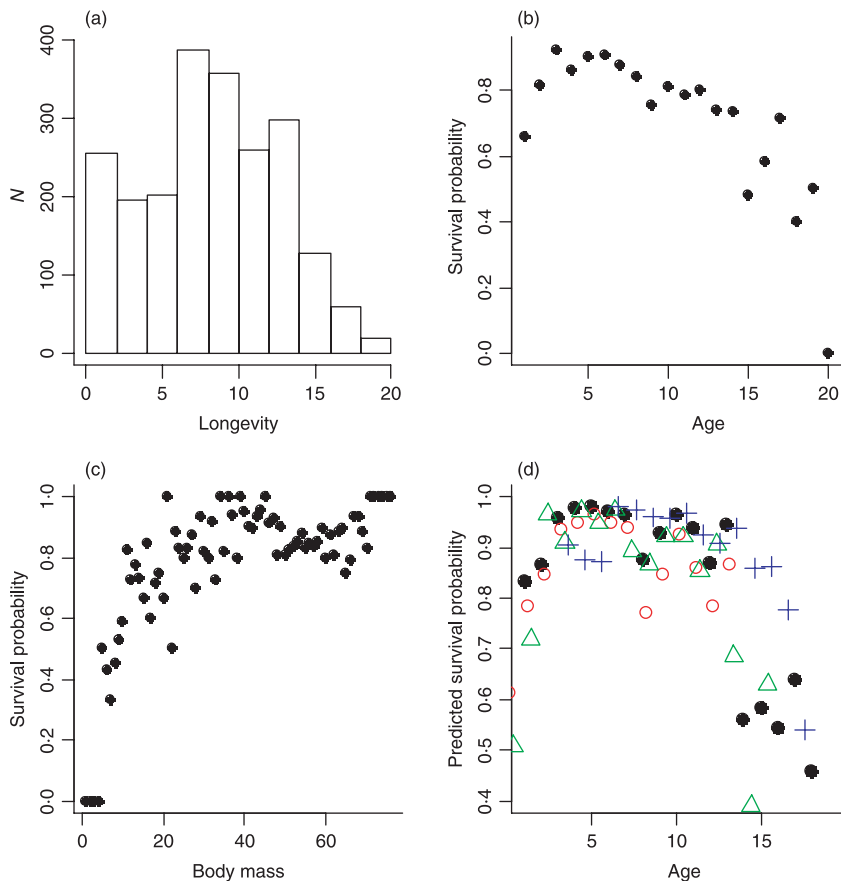 (a)
N
0
100
200
300
400
0 5 10 15 20
Longevity
(b)
Survival probability
0·0
0·2
0·4
0·6
0·8
5 10 15 20
Age
(c)
Survival probability
0·0
0·2
0·4
0·6
0·8
1·0
0 20 40 60
Body mass
(d)
Predicted survival probability
0·4
0·5
0·6
0·7
0·8
0·9
1·0
5 10 15
Age